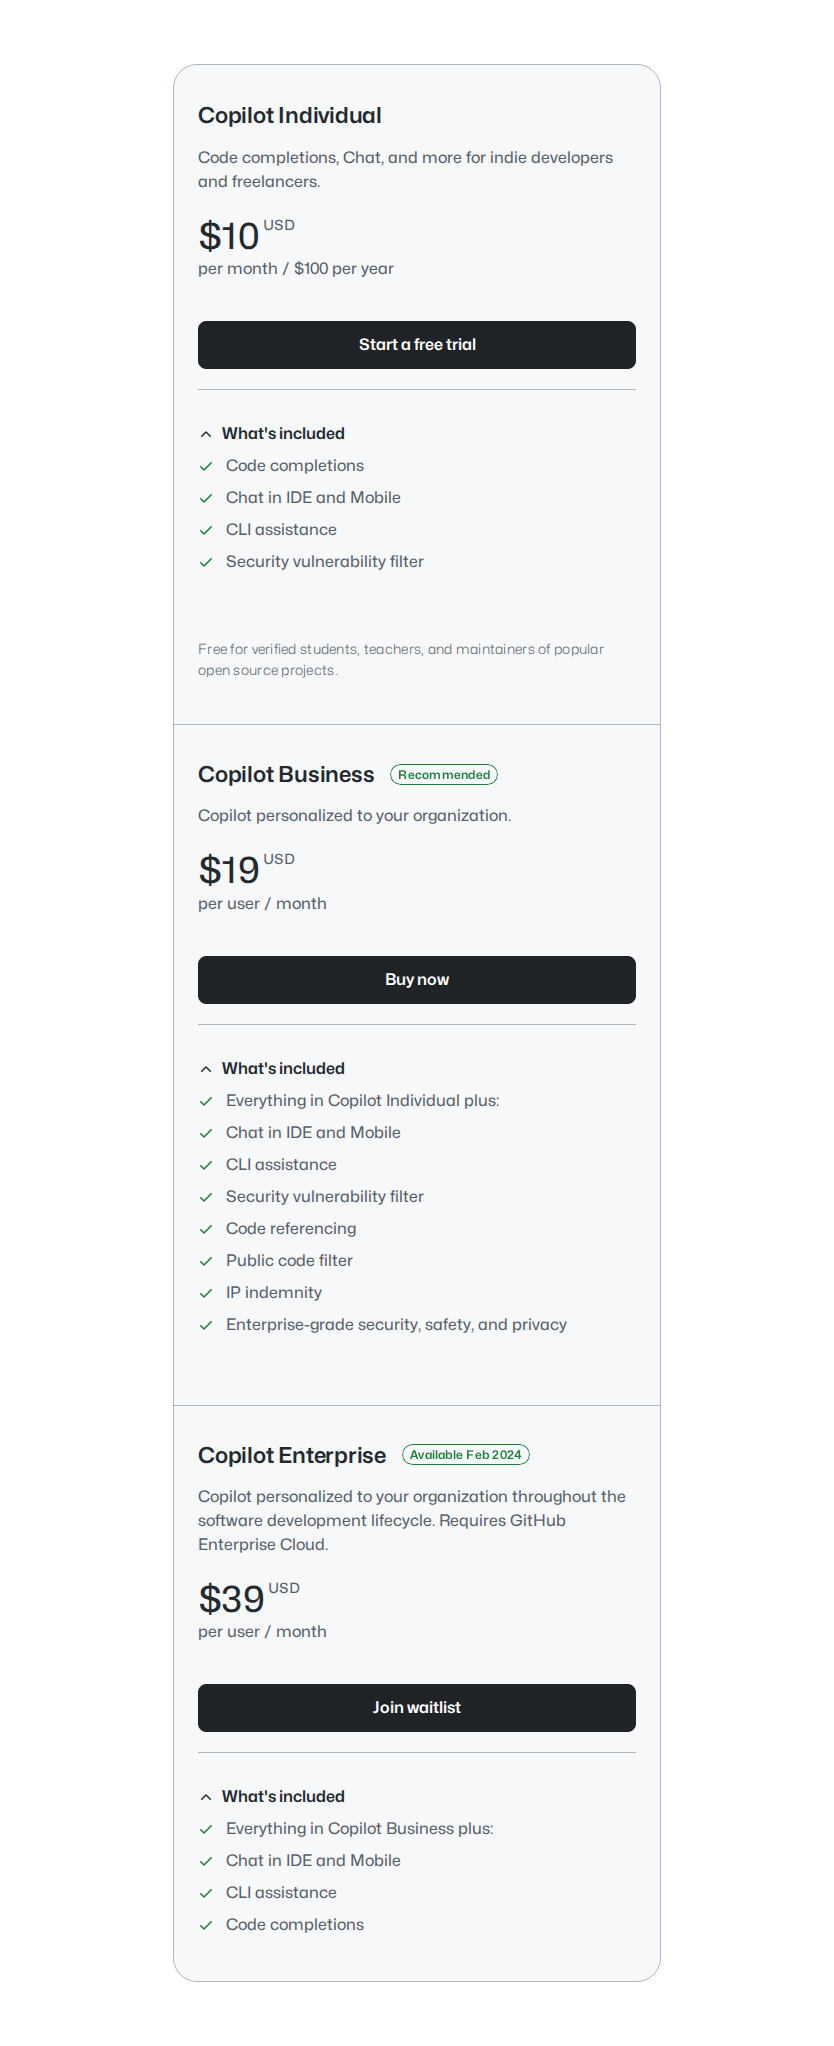 Copilot Individual
Code completions, Chat, and more for indie developers
and freelancers.
$10 USD
per month / $100 per year
Start a free trial
What's included
Code completions
Chat in IDE and Mobile
CLI assistance
Security vulnerability filter
Free for verified students, teachers, and maintainers of popular
open source projects.
Copilot Business Recommended
Copilot personalized to your organization.
$19 USD
per user / month
Buy now
What's included
Everything in Copilot Individual plus:
Chat in IDE and Mobile
CLI assistance
Security vulnerability filter
Code referencing
Public code filter
IP indemnity
Enterprise-grade security, safety, and privacy
Copilot Enterprise Available Feb 2024
Copilot personalized to your organization throughout the
software development lifecycle. Requires GitHub
Enterprise Cloud.
$39 USD
per user / month
Join waitlist
What's included
Everything in Copilot Business plus:
Chat in IDE and Mobile
CLI assistance
Code completions